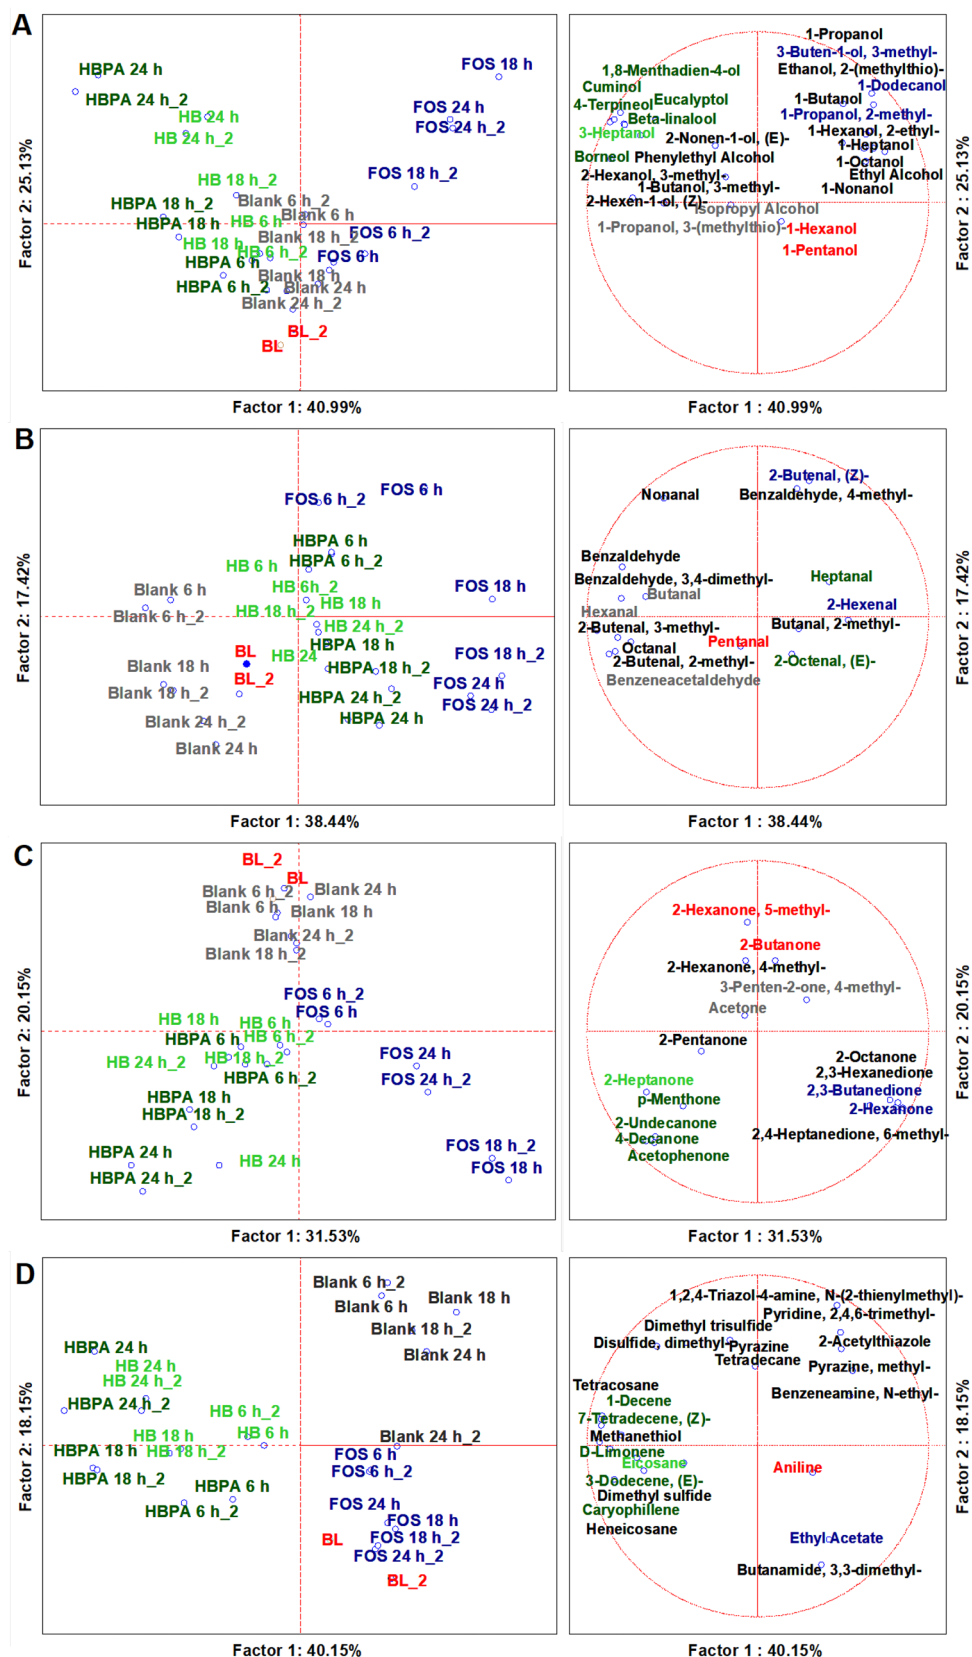 A
HBPA 24 h
HBPA 24 h_2
HB 24 h
HB 24 h_2
FOS 18 h
FOS 24 h
FOS 24 h_2
FOS 18 h_2
HB 18 h_2
Blank 6 h_2
HBPA 18 h_2
Blank 6 h
HBPA 18 h
HB 6 h
Blank 18 h_2
FOS 6 h_2
HB 18 h
HB 6 h_2
FOS 6 h
HBPA 6 h
Blank 18 h
HBPA 6 h_2
Blank 24 h
Blank 24 h_2
BL_2
BL
Factor 2: 25.13%
Factor 1: 40.99%
1-Propanol
3-Buten-1-ol, 3-methyl-
Ethanol, 2-(methylthio)-
1,8-Menthadien-4-ol
Cuminol
1-Dodecanol
Eucalyptol
1-Butanol
4-Terpineol
Beta-linalool
1-Propanol, 2-methyl-
3-Heptanol
2-Nonen-1-ol, (E)-
1-Hexanol, 2-ethyl-
1-Heptanol
Borneol
Phenylethyl Alcohol
1-Octanol
2-Hexanol, 3-methyl-
Ethyl Alcohol
1-Butanol, 3-methyl-
1-Nonanol
2-Hexen-1-ol, (Z)-
Isopropyl Alcohol
1-Propanol, 3-(methylthio)-
1-Hexanol
1-Pentanol
Factor 2 : 25.13%
Factor 1 : 40.99%
B
FOS 6 h
FOS 6 h_2
HBPA 6 h
HBPA 6 h_2
HB 6 h
HB 6h_2
FOS 18 h
Blank 6 h
HB 18 h
Blank 6 h_2
HB 18 h_2
HB 24 h_2
HBPA 18 h
BL
HB 24
FOS 18 h_2
Blank 18 h
HBPA 18 h_2
BL_2
FOS 24 h
Blank 18 h_2
HBPA 24 h_2
FOS 24 h_2
Blank 24 h_2
HBPA 24 h
Blank 24 h
Factor 2: 17.42%
Factor 1: 38.44%
2-Butenal, (Z)-
Nonanal
Benzaldehyde, 4-methyl-
Benzaldehyde
Benzaldehyde, 3,4-dimethyl-
Heptanal
Butanal
Hexanal
2-Hexenal
2-Butenal, 3-methyl-
Butanal, 2-methyl-
Pentanal
Octanal
2-Butenal, 2-methyl-
2-Octenal, (E)-
Benzeneacetaldehyde
Factor 2 : 17.42%
Factor 1 : 38.44%
C
BL_2
BL
Blank 6 h_2
Blank 24 h
Blank 6 h
Blank 18 h
Blank 24 h_2
Blank 18 h_2
FOS 6 h_2
FOS 6 h
HB 18 h
HB 6 h
HBPA 6 h
HB 6 h_2
HB 24 h_2
HB 18 h_2
FOS 24 h
HBPA 6 h_2
FOS 24 h_2
HBPA 18 h
HBPA 18 h_2
HBPA 24 h
HB 24 h
FOS 18 h_2
HBPA 24 h_2
FOS 18 h
Factor 2: 20.15%
Factor 1: 31.53%
2-Hexanone, 5-methyl-
2-Butanone
2-Hexanone, 4-methyl-
3-Penten-2-one, 4-methyl-
Acetone
2-Pentanone
2-Octanone
2,3-Hexanedione
2-Heptanone
2,3-Butanedione
p-Menthone
2-Hexanone
2-Undecanone
4-Decanone
2,4-Heptanedione, 6-methyl-
Acetophenone
Factor 2 : 20.15%
Factor 1 : 31.53%
D
Blank 6 h_2
Blank 18 h
Blank 6 h
Blank 18 h_2
HBPA 24 h
Blank 24 h
HB 24 h
HB 24 h_2
HBPA 24 h_2
HB 6 h_2
HB 6 h
HB 18 h
Blank 24 h_2
HBPA 18 h
HB 18 h_2
FOS 6 h
HBPA 18 h_2
FOS 6 h_2
HBPA 6 h
FOS 24 h
HBPA 6 h_2
FOS 18 h
BL
FOS 18 h_2
FOS 24 h_2
BL_2
Factor 2: 18.15%
Factor 1: 40.15%
1,2,4-Triazol-4-amine, N-(2-thienylmethyl)-
Pyridine, 2,4,6-trimethyl-
Dimethyl trisulfide
Disulfide, dimethyl-
Pyrazine
2-Acetylthiazole
Tetradecane
Pyrazine, methyl-
Tetracosane
Benzeneamine, N-ethyl-
1-Decene
7-Tetradecene, (Z)-
Methanethiol
D-Limonene
Eicosane
Aniline
3-Dodecene, (E)-
Dimethyl sulfide
Caryophillene
Heneicosane
Ethyl Acetate
Butanamide, 3,3-dimethyl-
Factor 2 : 18.15%
Factor 1 : 40.15%